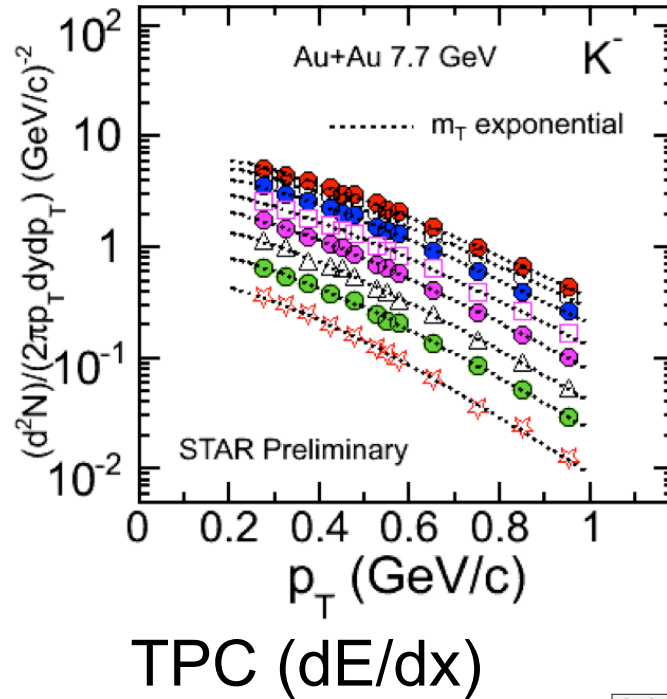 10²
Au+Au 7.7 GeV K⁻
m_T exponential
10
1
10⁻¹
10⁻²
(d²N)/(2πp_T dydp_T) (GeV/c)⁻²
STAR Preliminary
0 0.2 0.4 0.6 0.8 1
p_T (GeV/c)
TPC (dE/dx)